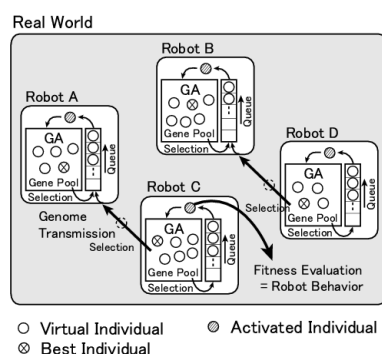 Real World
Robot B
GA
Gene Pool
Selection
Queue
Robot A
GA
Gene Pool
Selection
Queue
Robot D
GA
Gene Pool
Selection
Queue
Robot C
GA
Gene Pool
Selection
Queue
Genome
Transmission
Selection
Selection
Fitness Evaluation
= Robot Behavior
Virtual Individual
Activated Individual
Best Individual